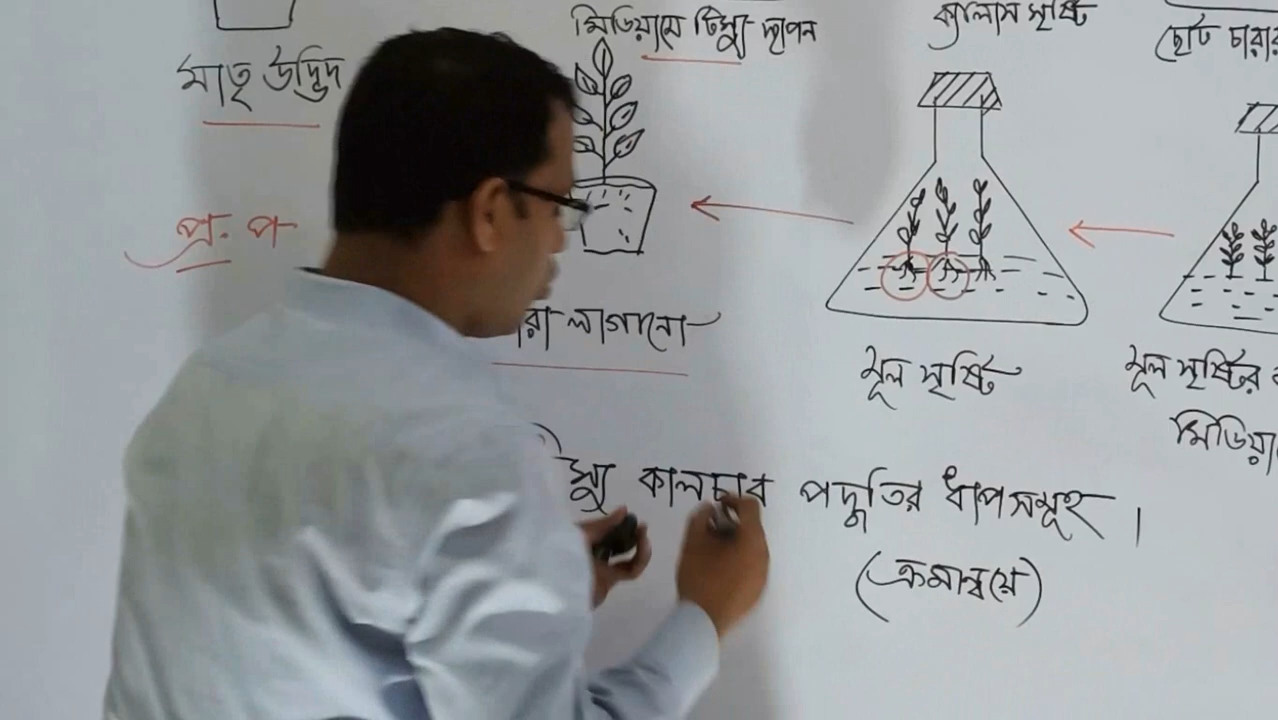 মিডিয়ামে টিস্যু স্থাপন
ক্যালাস সৃষ্টি
ছোট চারার
মাতৃ উদ্ভিদ
প্র. প
লাগানো
মূল সৃষ্টি
মূল সৃষ্টির
কালচার পদ্ধতির ধাপসমূহ।
(ক্রমান্বয়ে)